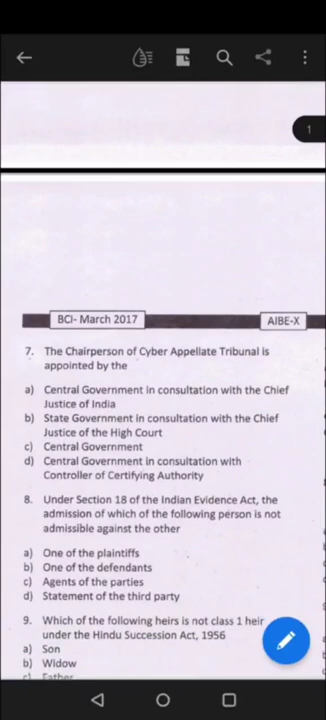 1
BCI- March 2017
AIBE-X
7. The Chairperson of Cyber Appellate Tribunal is
appointed by the
a) Central Government in consultation with the Chief
Justice of India
b) State Government in consultation with the Chief
Justice of the High Court
c) Central Government
d) Central Government in consultation with
Controller of Certifying Authority
8. Under Section 18 of the Indian Evidence Act, the
admission of which of the following person is not
admissible against the other
a) One of the plaintiffs
b) One of the defendants
c) Agents of the parties
d) Statement of the third party
9. Which of the following heirs is not class 1 heir
under the Hindu Succession Act, 1956
a) Son
b) Widow
c) Father